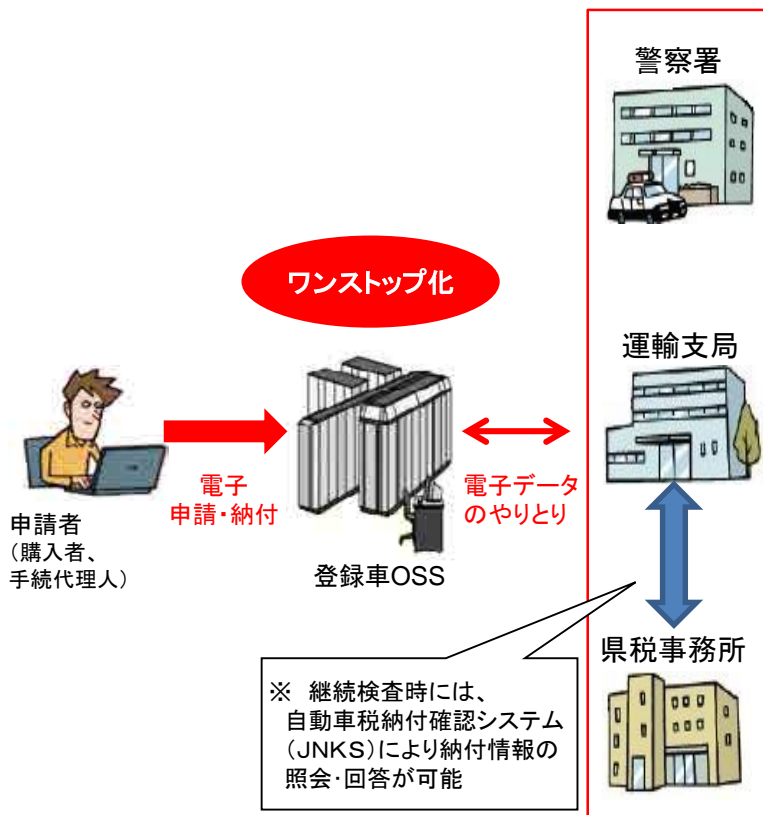 警察署
ワンストップ化
運輸支局
電子
申請・納付
電子データ
のやりとり
申請者
（購入者、
手続代理人）
登録車OSS
県税事務所
※ 継続検査時には、
自動車税納付確認システム
（JNKS）により納付情報の
照会・回答が可能